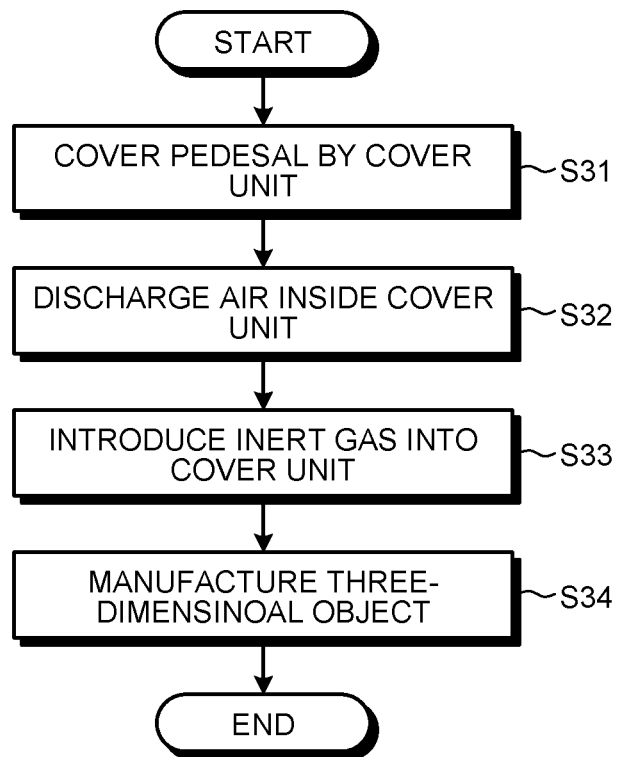 START
COVER PEDESAL BY COVER
UNIT
S31
DISCHARGE AIR INSIDE COVER
UNIT
S32
INTRODUCE INERT GAS INTO
COVER UNIT
S33
MANUFACTURE THREE-
DIMENSINOAL OBJECT
S34
END